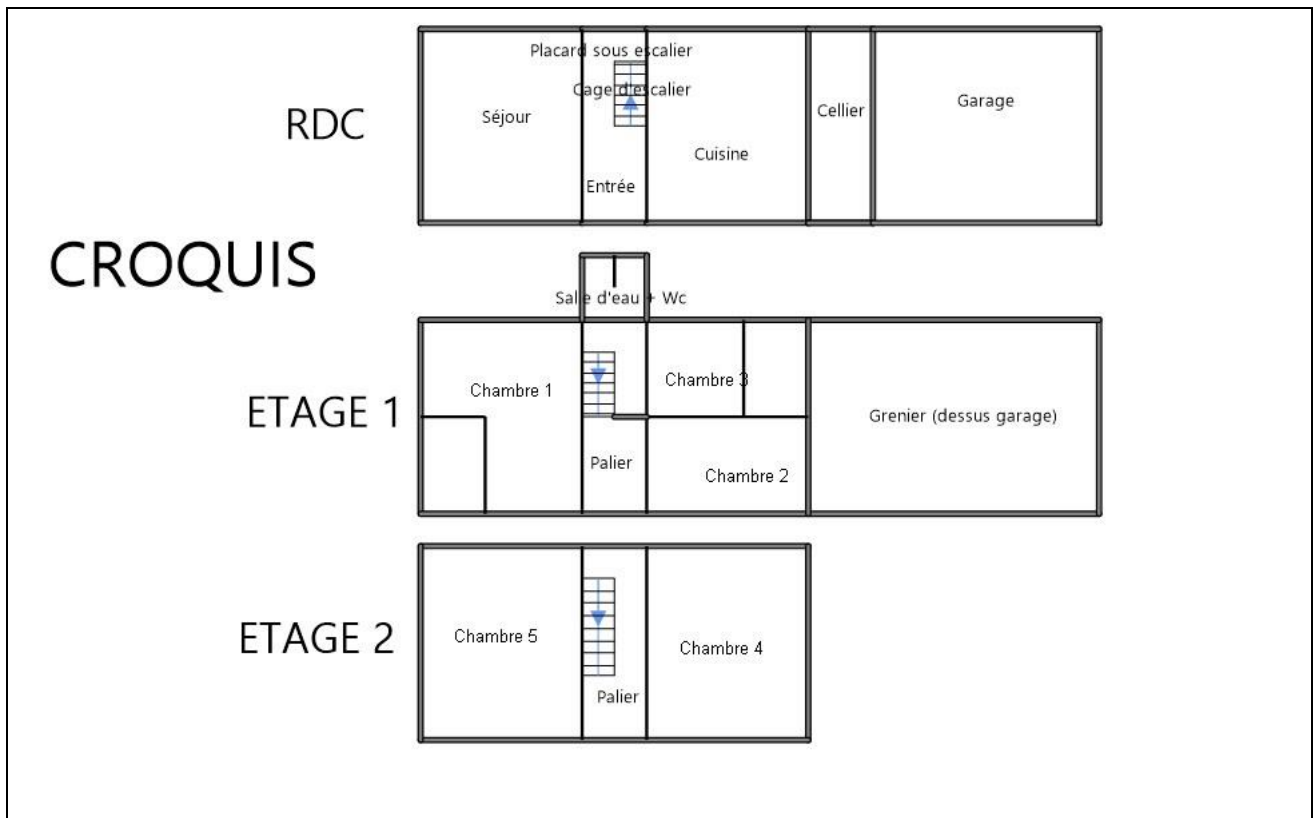 RDC
Placard sous escalier
Cage d'escalier
Séjour
Entrée
Cuisine
Cellier
Garage
CROQUIS
Salle d'eau + Wc
ETAGE 1
Chambre 1
Palier
Chambre 3
Chambre 2
Grenier (dessus garage)
ETAGE 2
Chambre 5
Palier
Chambre 4